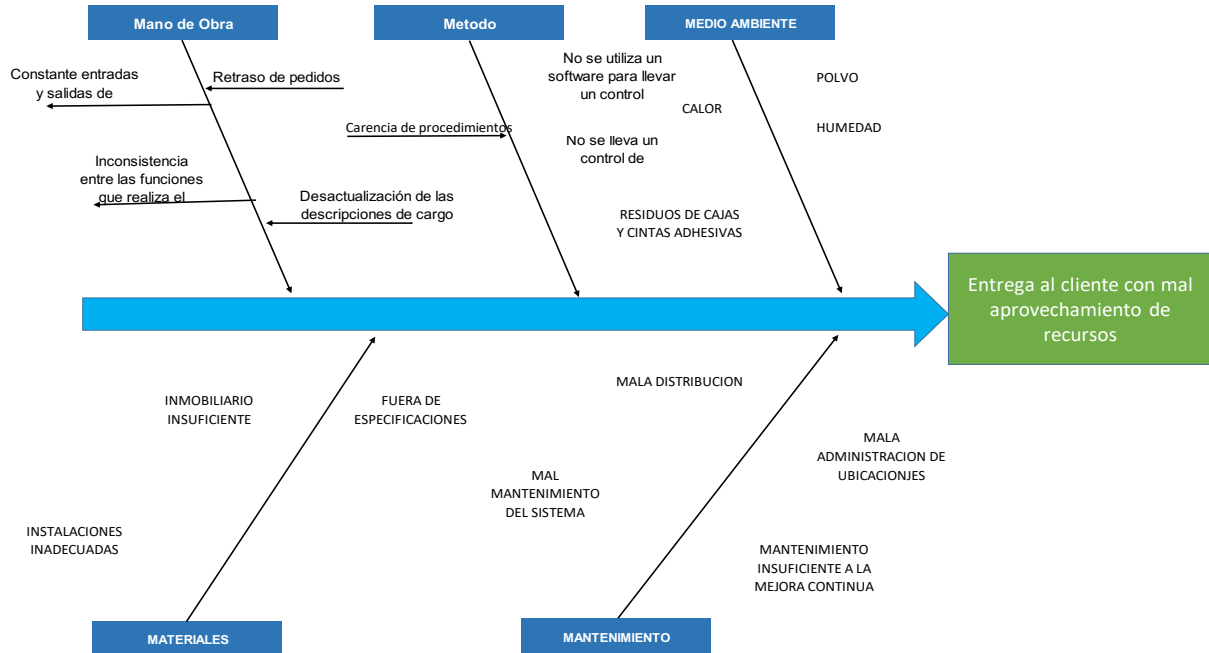 Mano de Obra
Metodo
MEDIO AMBIENTE
Constante entradas
y salidas de
Retraso de pedidos
Inconsistencia
entre las funciones
que realiza el
Desactualización de las
descripciones de cargo
Carencia de procedimientos
No se utiliza un
software para llevar
un control
No se lleva un
control de
CALOR
POLVO
HUMEDAD
RESIDUOS DE CAJAS
Y CINTAS ADHESIVAS
Entrega al cliente con mal
aprovechamiento de
recursos
INMOBILIARIO
INSUFICIENTE
FUERA DE
ESPECIFICACIONES
INSTALACIONES
INADECUADAS
MALA DISTRIBUCION
MAL
MANTENIMIENTO
DEL SISTEMA
MALA
ADMINISTRACION DE
UBICACIONJES
MANTENIMIENTO
INSUFICIENTE A LA
MEJORA CONTINUA
MATERIALES
MANTENIMIENTO